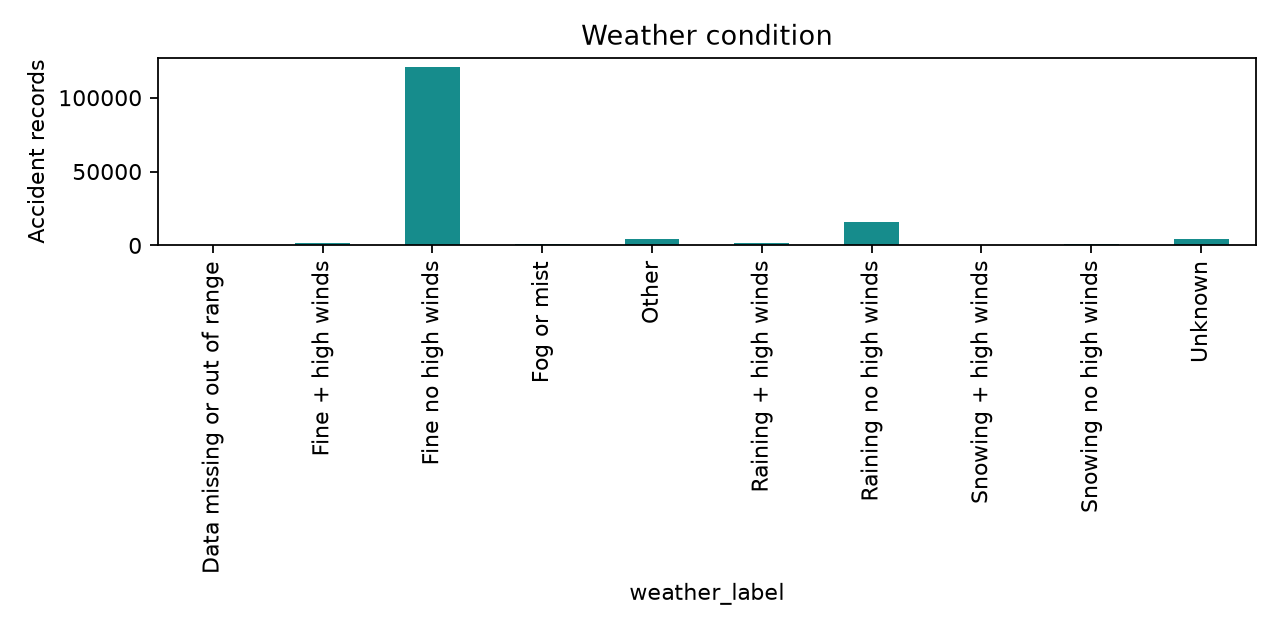 Weather condition
Accident records
100000
50000
0
Data missing or out of range
Fine + high winds
Fine no high winds
Fog or mist
Other
Raining + high winds
Raining no high winds
Snowing + high winds
Snowing no high winds
Unknown
weather_label